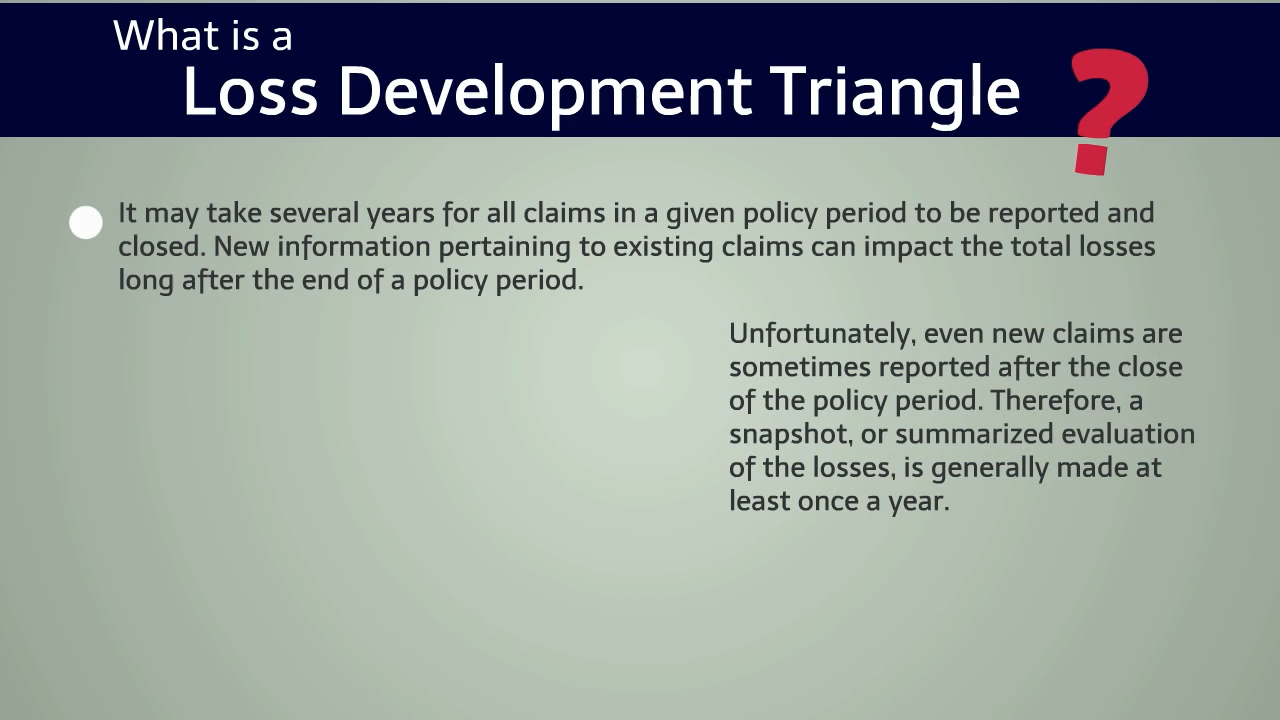 What is a
Loss Development Triangle ?
It may take several years for all claims in a given policy period to be reported and
closed. New information pertaining to existing claims can impact the total losses
long after the end of a policy period.
Unfortunately, even new claims are
sometimes reported after the close
of the policy period. Therefore, a
snapshot, or summarized evaluation
of the losses, is generally made at
least once a year.